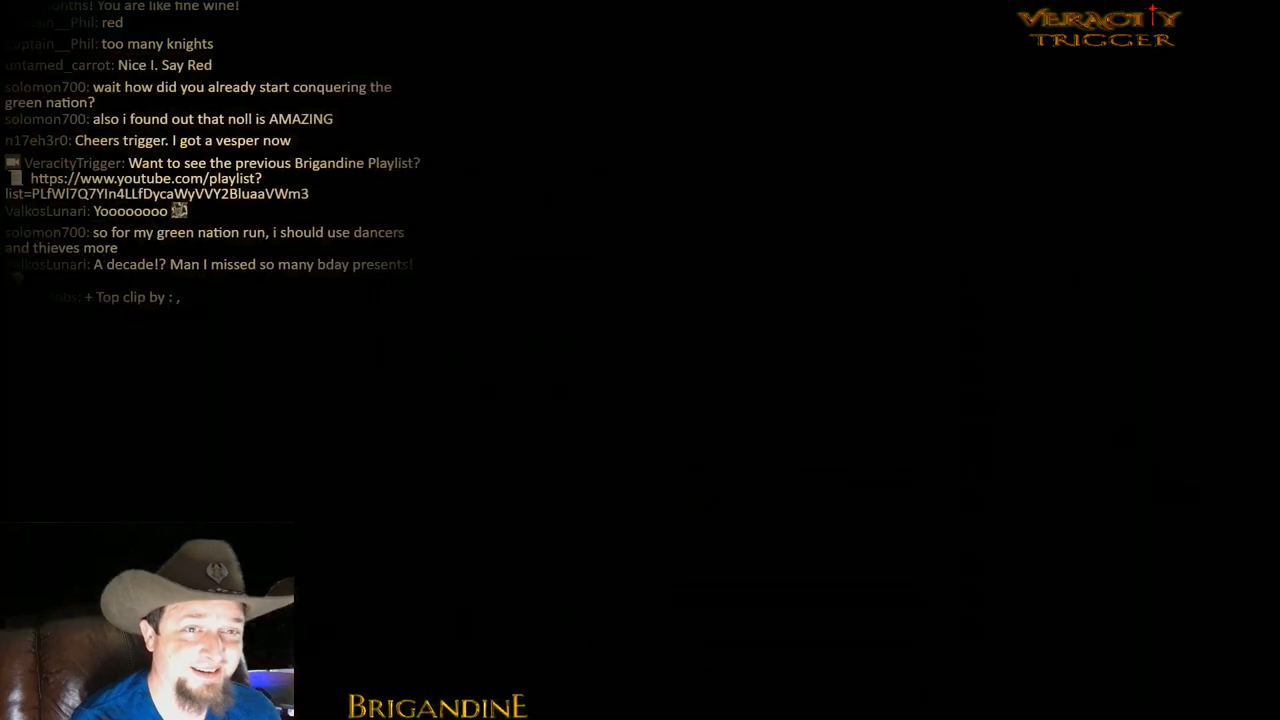 onths! You are like fine wine!
ain__Phil: red
captain__Phil: too many knights
untamed_carrot: Nice I. Say Red
solomon700: wait how did you already start conquering the
green nation?
solomon700: also i found out that noll is AMAZING
n17eh3r0: Cheers trigger. I got a vesper now
VeracityTrigger: Want to see the previous Brigandine Playlist?
https://www.youtube.com/playlist?
list=PLfWl7Q7YIn4LLfDycaWyVVY2BluaaVWm3
ValkosLunari: Yoooooooo
solomon700: so for my green nation run, i should use dancers
and thieves more
alkosLunari: A decade!? Man I missed so many bday presents!
+ Top clip by : ,
VERACITY
TRIGGER
BRIGANDINE